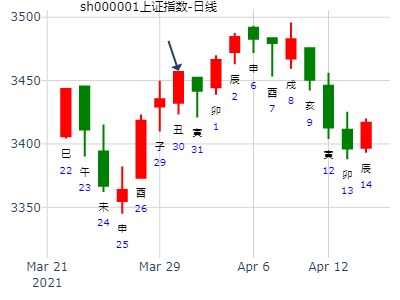 sh000001上证指数-日线
3500
3450
3400
3350
巳
22
午
23
未
24
申
25
酉
26
子
29
丑
30
寅
31
卯
1
辰
2
申
6
酉
7
戌
8
亥
9
寅
12
卯
13
辰
14
Mar 21
2021
Mar 29
Apr 6
Apr 12